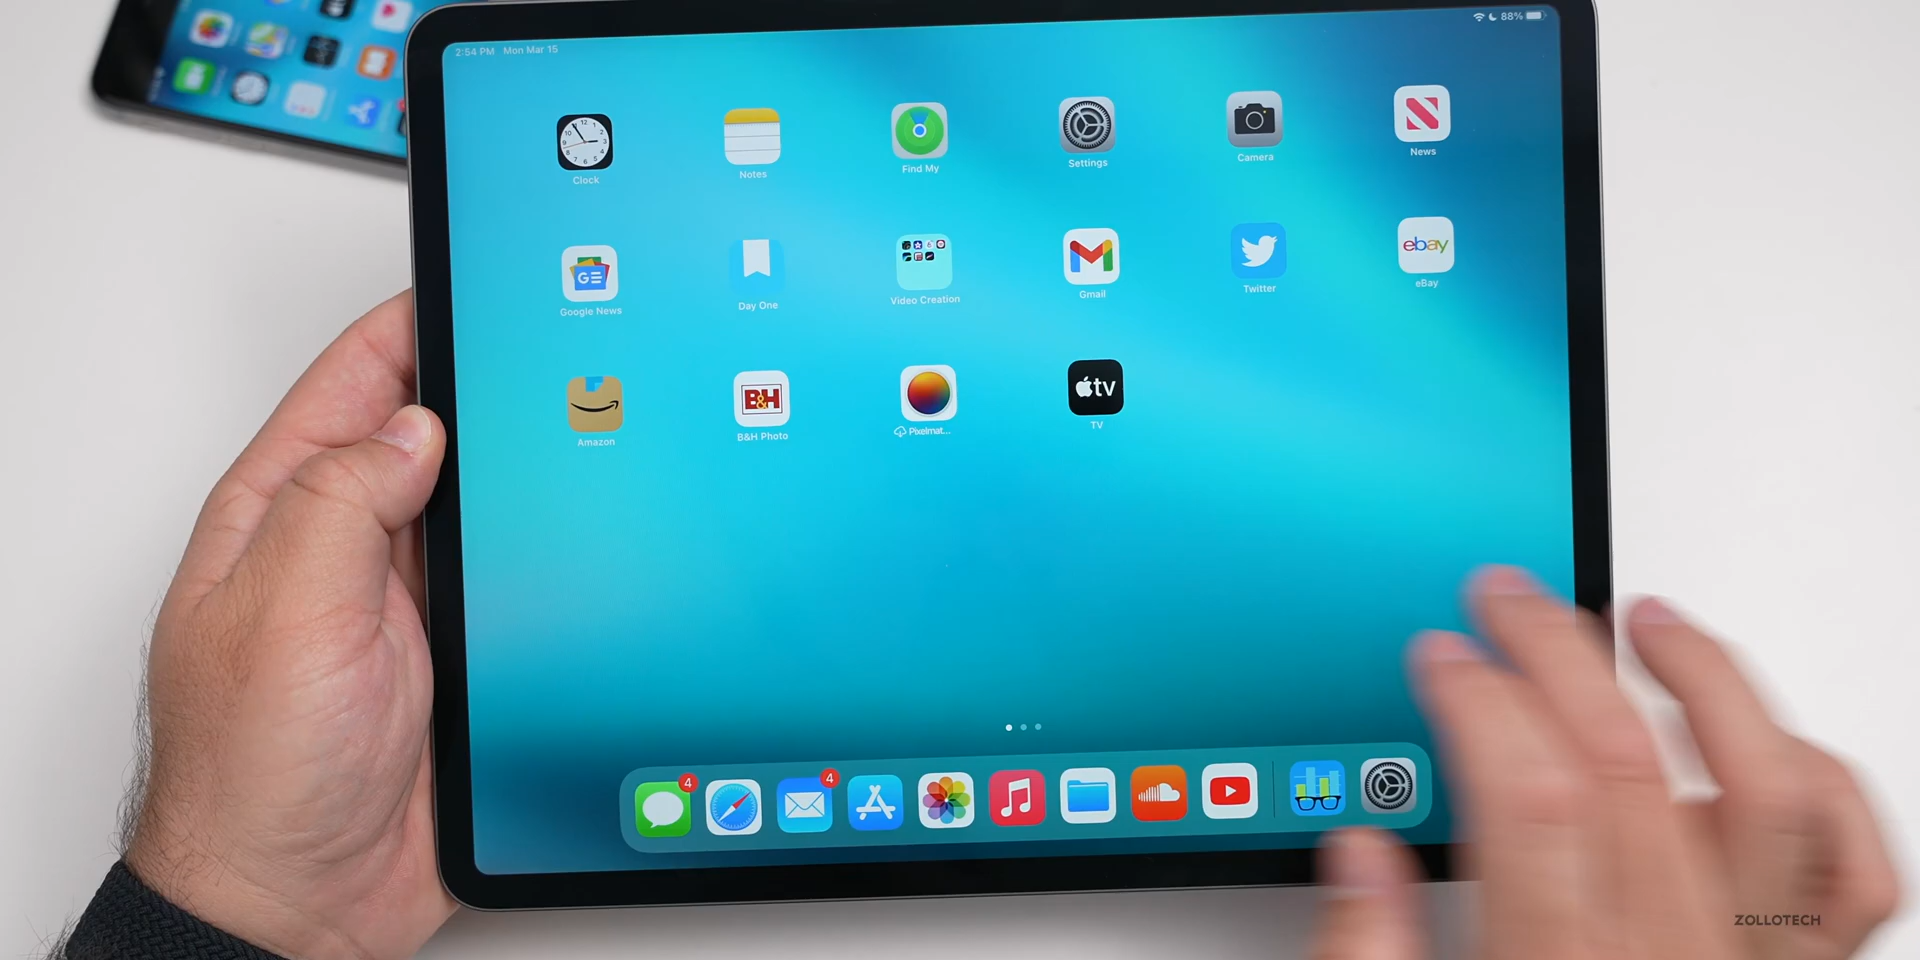 2:54 PM Mon Mar 15
88%
Clock
Notes
Find My
Settings
Camera
News
GE
Google News
Day One
Video Creation
Gmail
Twitter
ebay
eBay
Amazon
B&H
B&H Photo
Pixelmat...
tv
TV
4
4
ZOLLOTECH